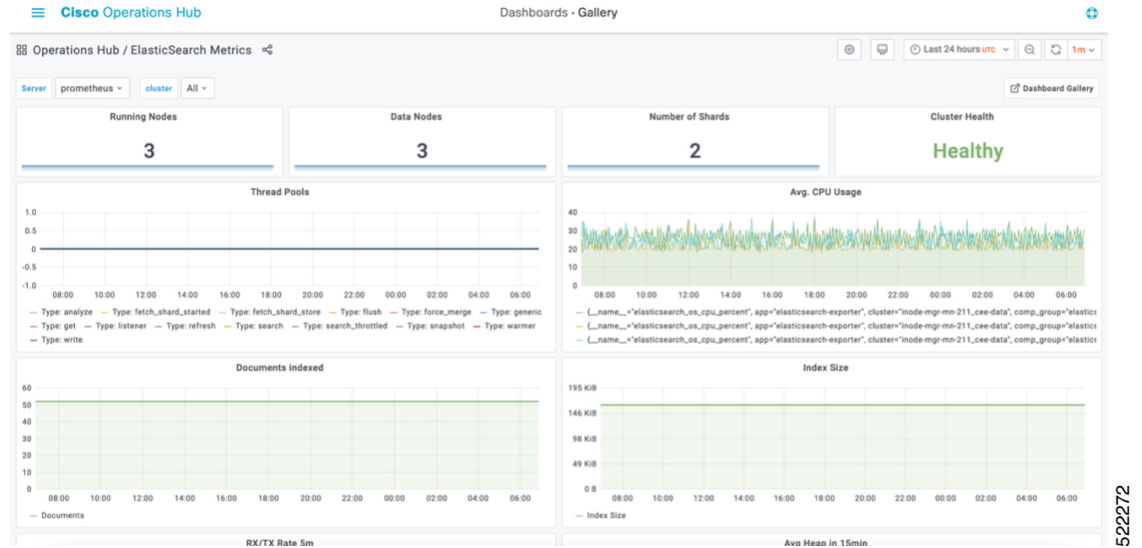 Cisco Operations Hub
Dashboards - Gallery
Operations Hub / ElasticSearch Metrics
Last 24 hours UTC
1m
Server prometheus cluster All
Dashboard Gallery
Running Nodes
3
Data Nodes
3
Number of Shards
2
Cluster Health
Healthy
Thread Pools
1.0
0.5
0
-0.5
-1.0
08:00 10:00 12:00 14:00 16:00 18:00 20:00 22:00 00:00 02:00 04:00 06:00
Type: analyze Type: fetch_shard_started Type: fetch_shard_store Type: flush Type: force_merge Type: generic
Type: get Type: listener Type: refresh Type: search Type: search_throttled Type: snapshot Type: warmer
Type: write
Avg. CPU Usage
40
30
20
10
0
08:00 10:00 12:00 14:00 16:00 18:00 20:00 22:00 00:00 02:00 04:00 06:00
{__name__="elasticsearch_os_cpu_percent", app="elasticsearch-exporter", cluster="inode-mgr-mn-211_cee-data", comp_group="elastics
{__name__="elasticsearch_os_cpu_percent", app="elasticsearch-exporter", cluster="inode-mgr-mn-211_cee-data", comp_group="elastics
{__name__="elasticsearch_os_cpu_percent", app="elasticsearch-exporter", cluster="inode-mgr-mn-211_cee-data", comp_group="elastics
Documents indexed
60
50
40
30
20
10
0
08:00 10:00 12:00 14:00 16:00 18:00 20:00 22:00 00:00 02:00 04:00 06:00
Documents
Index Size
195 KiB
146 KiB
98 KiB
49 KiB
0 B
08:00 10:00 12:00 14:00 16:00 18:00 20:00 22:00 00:00 02:00 04:00 06:00
Index Size
RX/TX Rate 5m
Avg Heap in 15min
522272